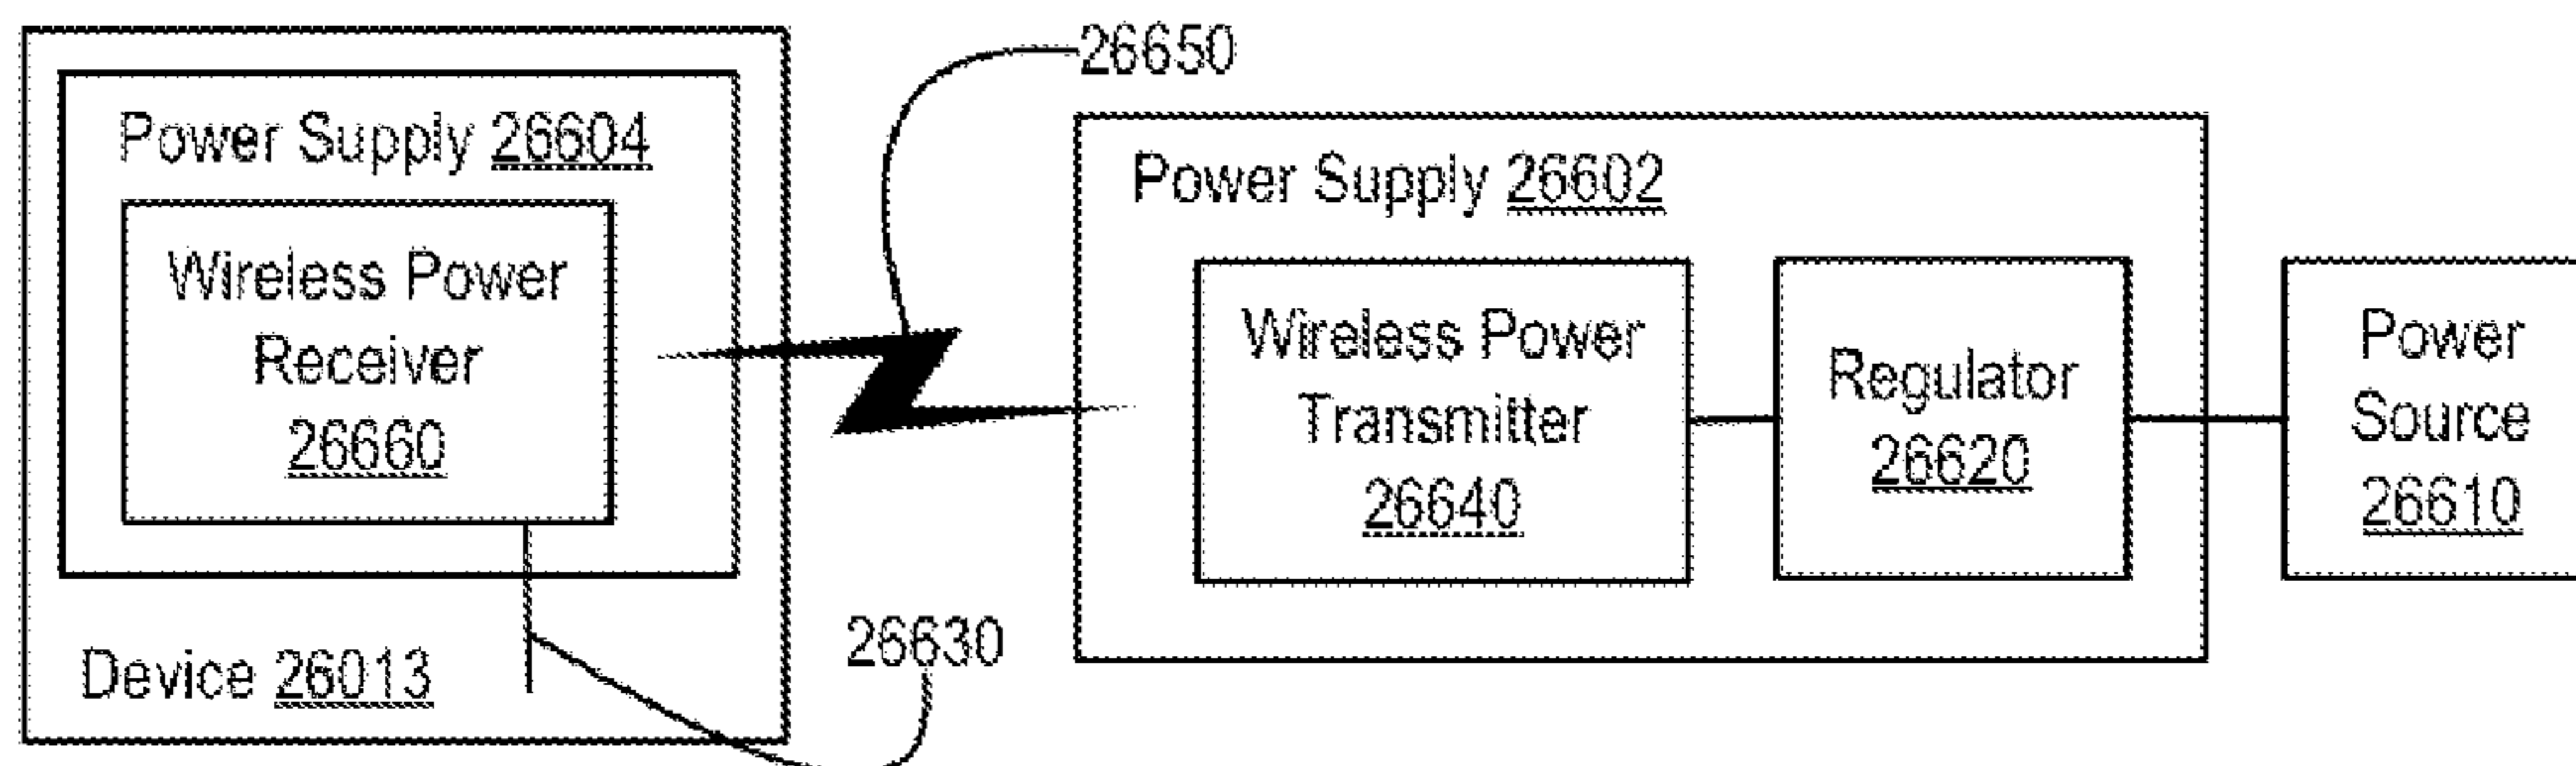 26650
Power Supply 26604
Wireless Power
Receiver
26660
Device 26013
26630
Power Supply 26602
Wireless Power
Transmitter
26640
Regulator
26620
Power
Source
26610